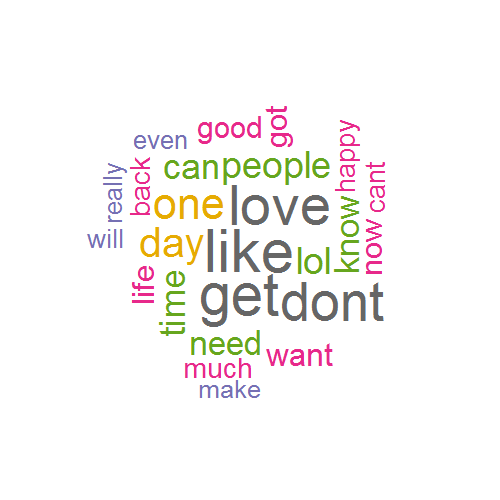 good
got
even
can
people
happy
really
back
cant
one
love
know
will
day
like
lol
now
life
time
get
dont
need
want
much
make